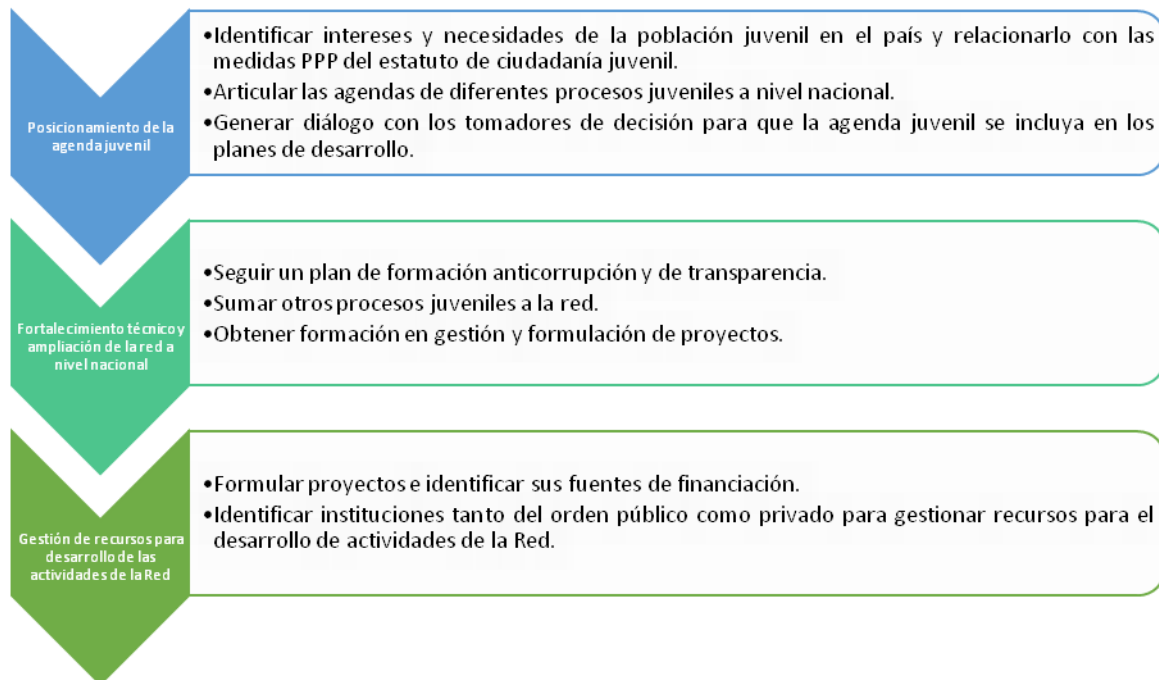 Posicionamiento de la
agenda juvenil
•Identificar intereses y necesidades de la población juvenil en el país y relacionarlo con las
medidas PPP del estatuto de ciudadanía juvenil.
•Articular las agendas de diferentes procesos juveniles a nivel nacional.
•Generar diálogo con los tomadores de decisión para que la agenda juvenil se incluya en los
planes de desarrollo.
Fortalecimiento técnico y
ampliación de la red a
nivel nacional
•Seguir un plan de formación anticorrupción y de transparencia.
•Sumar otros procesos juveniles a la red.
•Obtener formación en gestión y formulación de proyectos.
Gestión de recursos para
desarrollo de las
actividades de la Red
•Formular proyectos e identificar sus fuentes de financiación.
•Identificar instituciones tanto del orden público como privado para gestionar recursos para el
desarrollo de actividades de la Red.